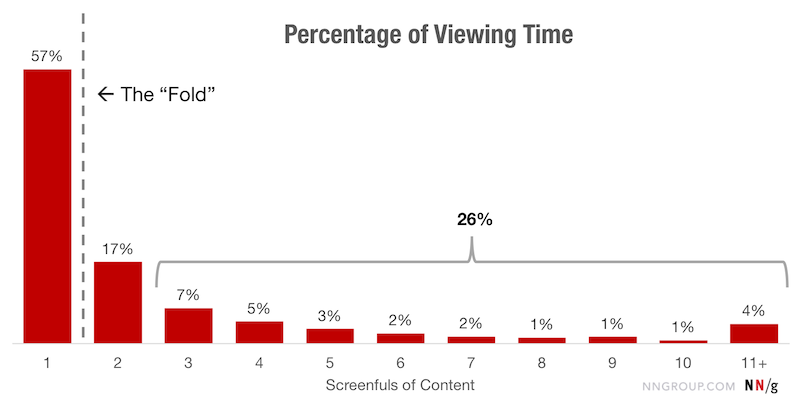 Percentage of Viewing Time
57%
← The “Fold”
26%
17%
7%
5%
3%
2%
2%
1%
1%
1%
4%
1 2 3 4 5 6 7 8 9 10 11+
Screenfuls of Content
NNGROUP.COM NN/g